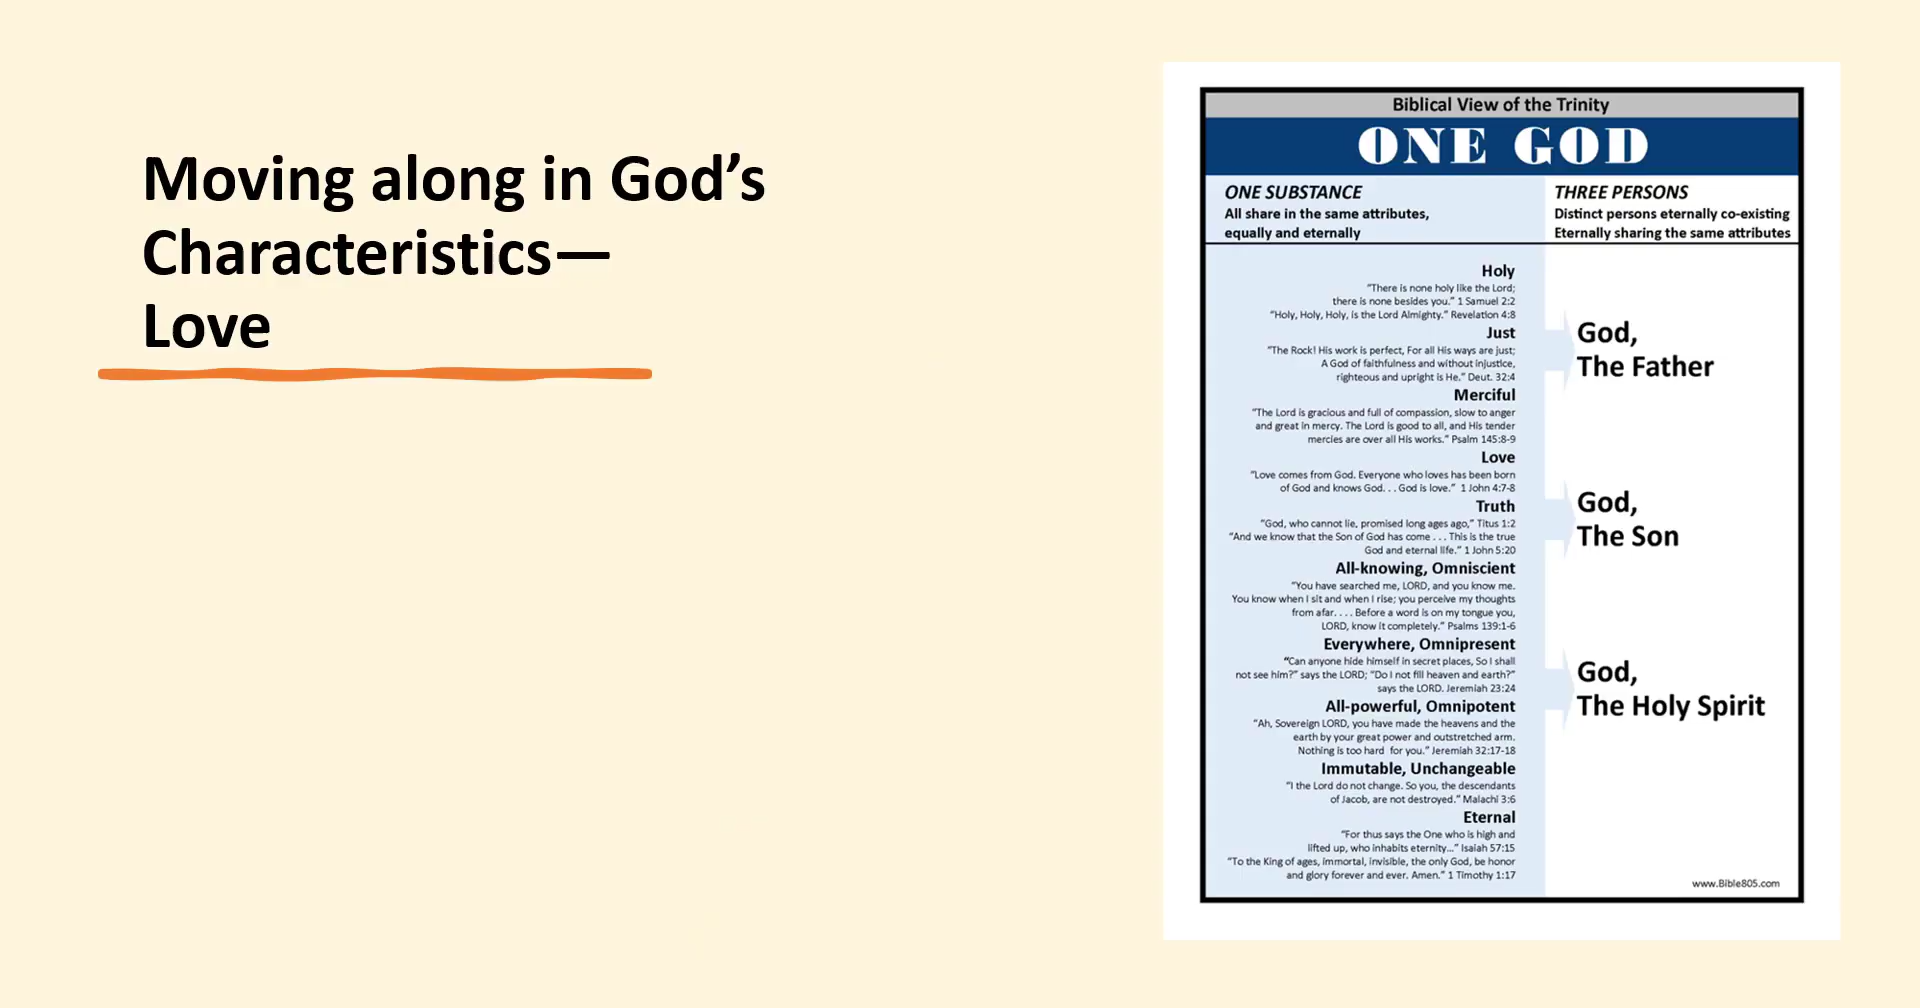 Moving along in God’s
Characteristics—
Love
Biblical View of the Trinity
ONE GOD
ONE SUBSTANCE
All share in the same attributes,
equally and eternally
THREE PERSONS
Distinct persons eternally co-existing
Eternally sharing the same attributes
Holy
“There is none holy like the Lord;
there is none besides you.” 1 Samuel 2:2
“Holy, Holy, Holy, is the Lord Almighty.” Revelation 4:8
Just
“The Rock! His work is perfect, For all His ways are just;
A God of faithfulness and without injustice,
righteous and upright is He.” Deut. 32:4
Merciful
“The Lord is gracious and full of compassion, slow to anger
and great in mercy. The Lord is good to all, and His tender
mercies are over all His works.” Psalm 145:8-9
Love
“Love comes from God. Everyone who loves has been born
of God and knows God. . . God is love.” 1 John 4:7-8
Truth
“God, who cannot lie, promised long ages ago,” Titus 1:2
“And we know that the Son of God has come . . . This is the true
God and eternal life.” 1 John 5:20
All-knowing, Omniscient
“You have searched me, LORD, and you know me.
You know when I sit and when I rise; you perceive my thoughts
from afar. . . . Before a word is on my tongue you,
LORD, know it completely.” Psalms 139:1-6
Everywhere, Omnipresent
“Can anyone hide himself in secret places, So I shall
not see him?” says the LORD; “Do I not fill heaven and earth?”
says the LORD. Jeremiah 23:24
All-powerful, Omnipotent
“Ah, Sovereign LORD, you have made the heavens and the
earth by your great power and outstretched arm.
Nothing is too hard for you.” Jeremiah 32:17-18
Immutable, Unchangeable
“I the Lord do not change. So you, the descendants
of Jacob, are not destroyed.” Malachi 3:6
Eternal
“For thus says the One who is high and
lifted up, who inhabits eternity...” Isaiah 57:15
“To the King of ages, immortal, invisible, the only God, be honor
and glory forever and ever. Amen.” 1 Timothy 1:17
God,
The Father
God,
The Son
God,
The Holy Spirit
www.Bible805.com